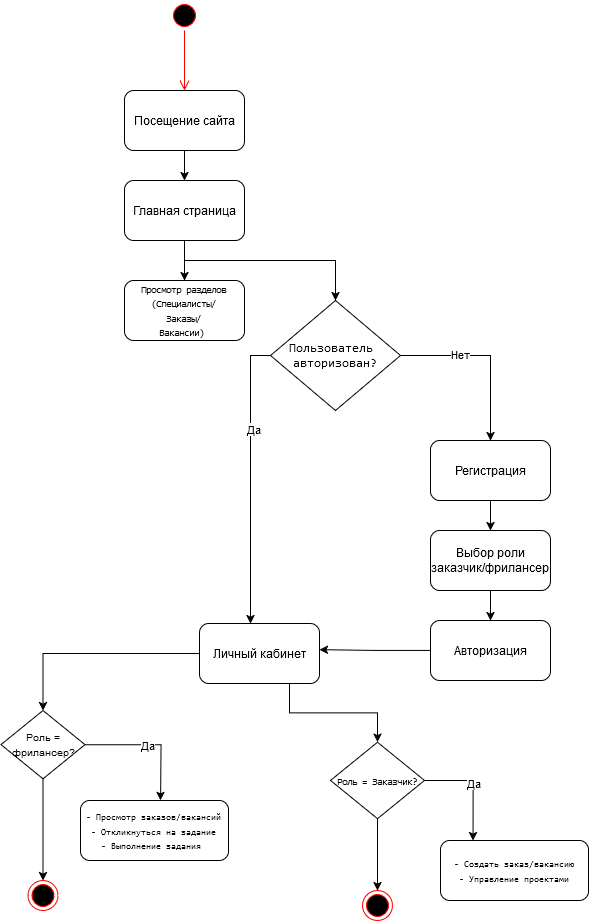 Посещение сайта
Главная страница
Просмотр разделов
(Специалисты/
Заказы/
Вакансии)
Пользователь
авторизован?
Нет
Да
Регистрация
Выбор роли
заказчик/фрилансер
Авторизация
Личный кабинет
Роль =
фрилансер?
Да
Роль = Заказчик?
Да
- Просмотр заказов/вакансий
- Откликнуться на задание
- Выполнение задания
- Создать заказ/вакансию
- Управление проектами